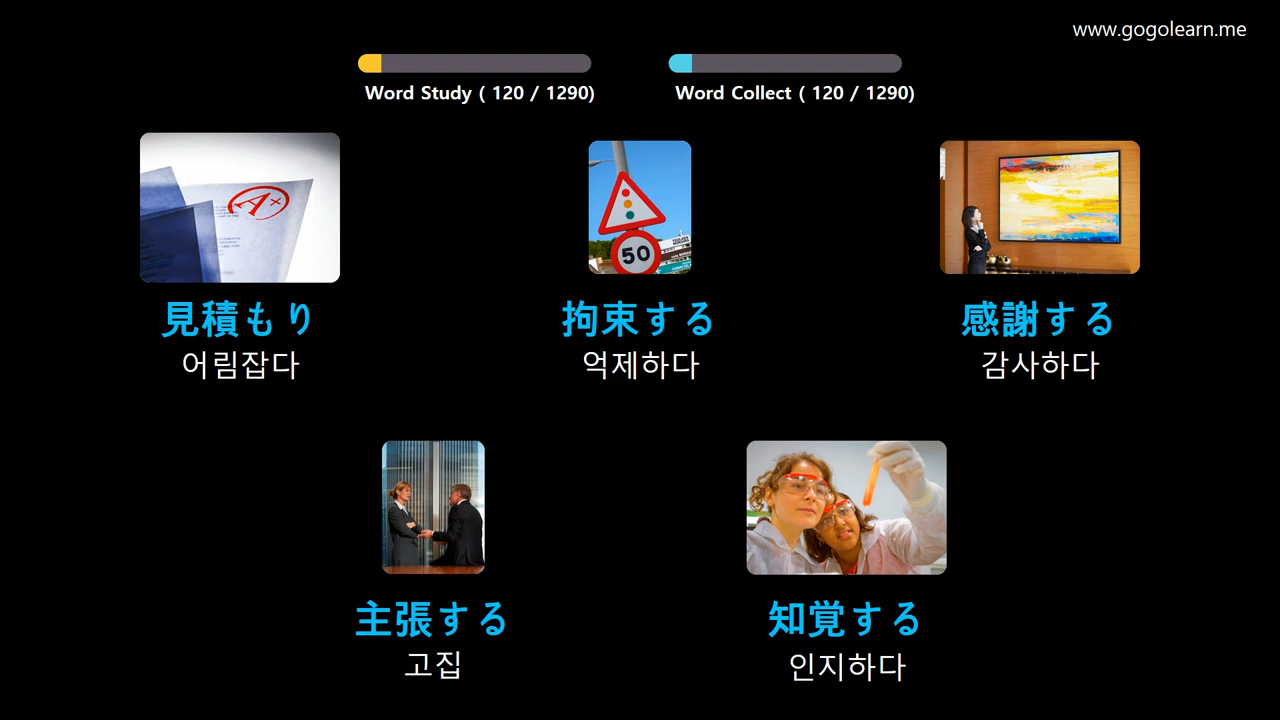 www.gogolearn.me
Word Study ( 120 / 1290)
Word Collect ( 120 / 1290)
A+
50
見積もり
어림잡다
拘束する
억제하다
感謝する
감사하다
主張する
고집
知覚する
인지하다